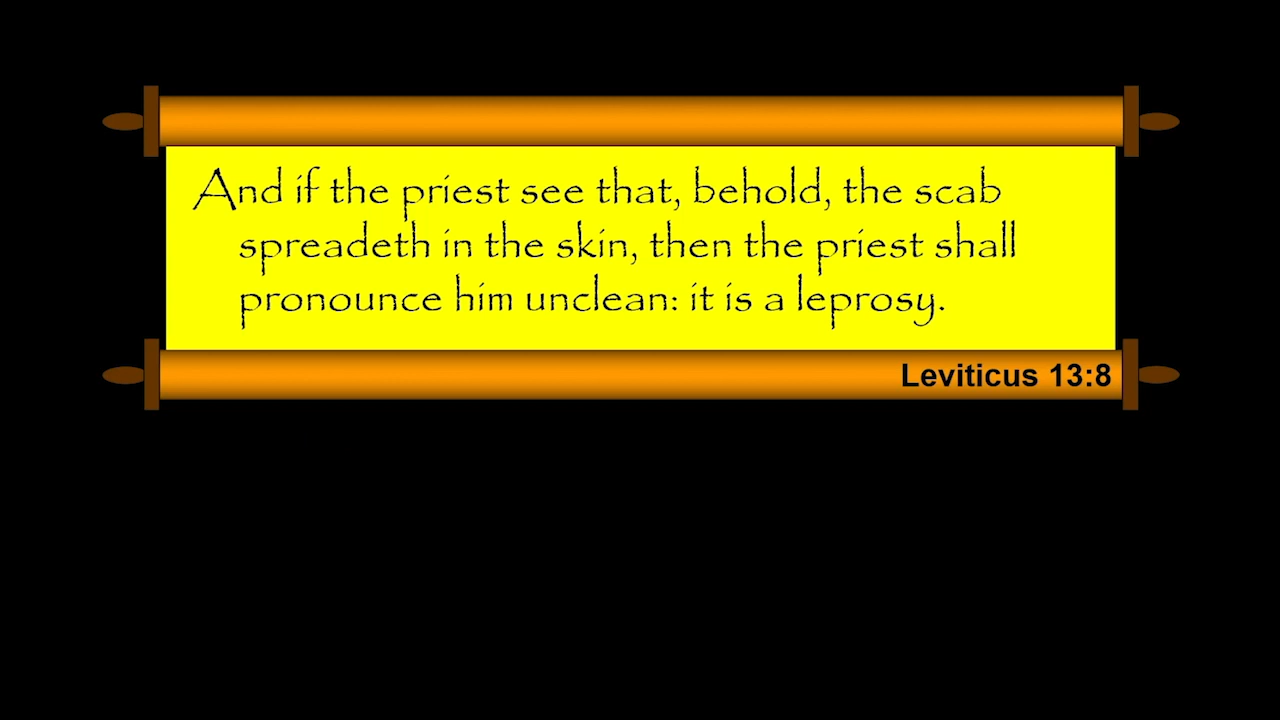 And if the priest see that, behold, the scab
spreadeth in the skin, then the priest shall
pronounce him unclean: it is a leprosy.
Leviticus 13:8